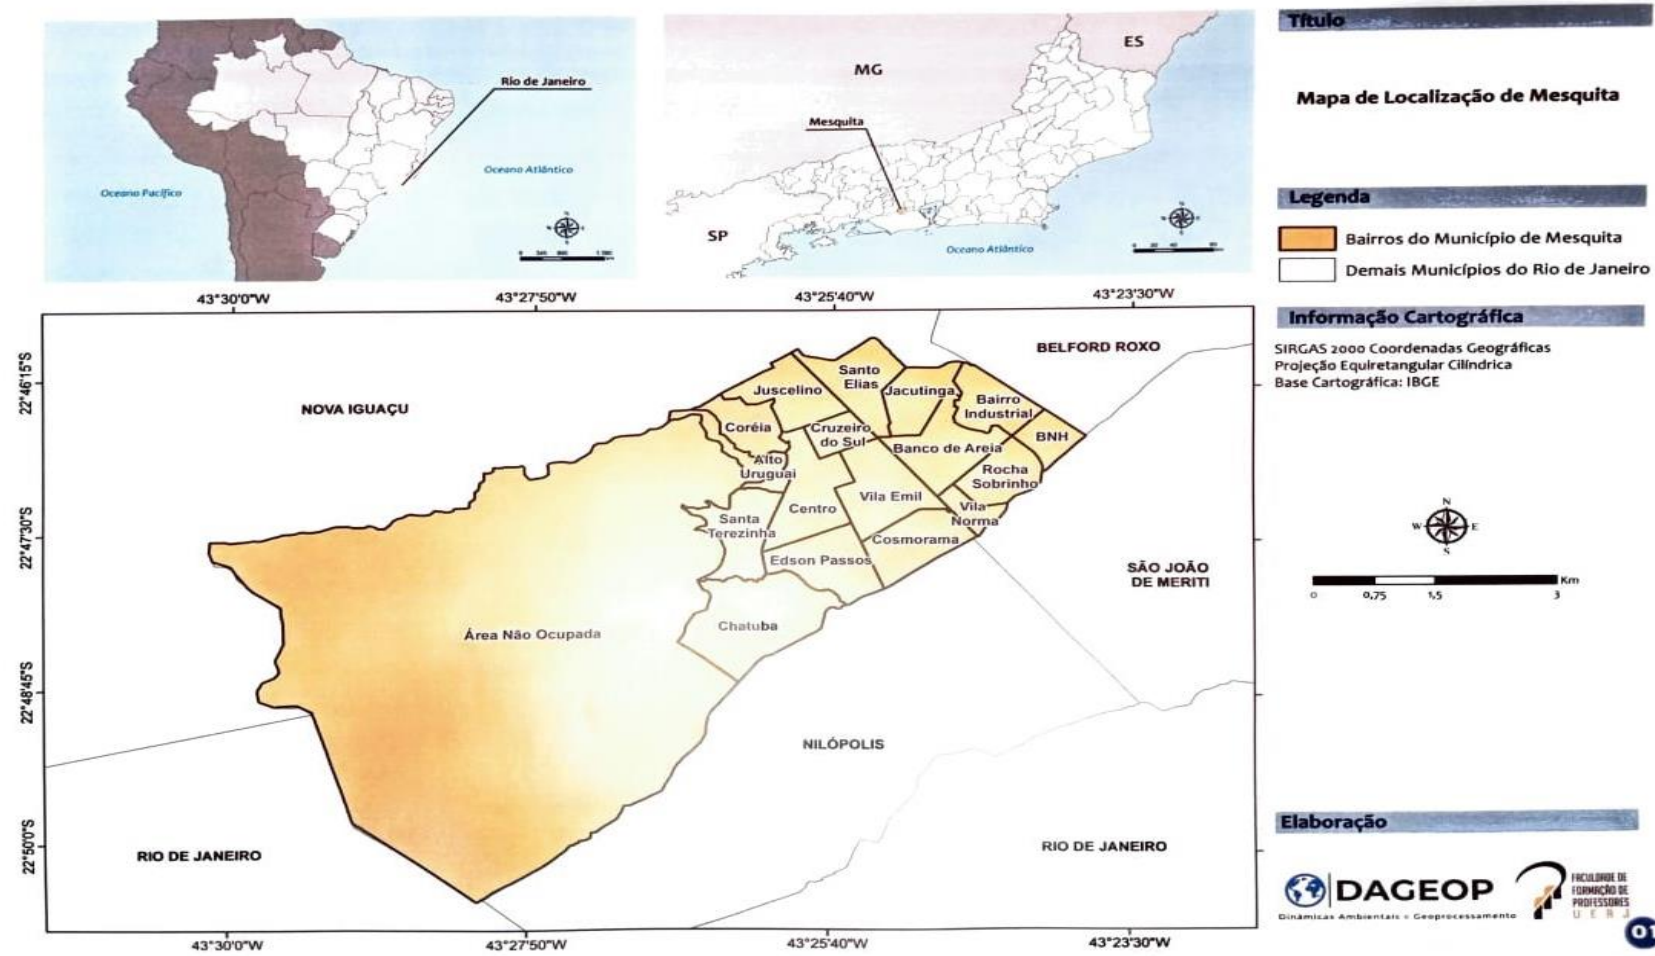 Rio de Janeiro
Oceano Atlântico
Oceano Pacífico
N
ES
MG
Mesquita
SP
Oceano Atlântico
N
0 20 40 80
Título
Mapa de Localização de Mesquita
Legenda
Bairros do Município de Mesquita
Demais Municípios do Rio de Janeiro
Informação Cartográfica
SIRGAS 2000 Coordenadas Geográficas
Projeção Equiretangular Cilíndrica
Base Cartográfica: IBGE
43°30'0"W 43°27'50"W 43°25'40"W 43°23'30"W
22°46'15"S
22°47'30"S
22°48'45"S
22°50'0"S
BELFORD ROXO
NOVA IGUAÇU
Santo
Elias
Juscelino
Jacutinga
Bairro
Industrial
Coréia
Cruzeiro
do Sul
BNH
Banco de Areia
Alto
Uruguai
Rocha
Sobrinho
Vila Emil
Centro
Vila
Norma
Santa
Terezinha
Cosmorama
Edson Passos
SÃO JOÃO
DE MERITI
Chatuba
Área Não Ocupada
NILÓPOLIS
RIO DE JANEIRO
RIO DE JANEIRO
43°30'0"W 43°27'50"W 43°25'40"W 43°23'30"W
N
W E
S
Km
0 0,75 1,5 3
Elaboração
DAGEOP
Dinâmicas Ambientais e Geoprocessamento
FACULDADE DE
FORMAÇÃO DE
PROFESSORES
UERJ
01